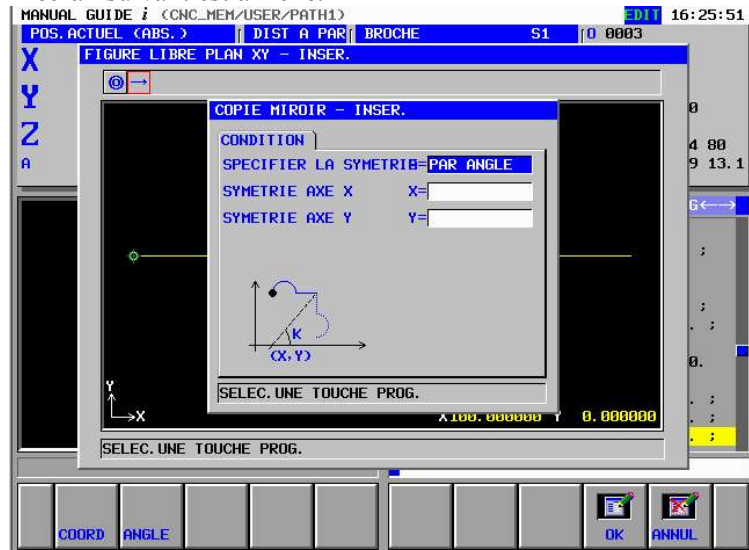 MANUAL GUIDE i (CNC_MEM/USER/PATH1) EDIT 16:25:51
POS.ACTUEL (ABS.) DIST A PAR BROCHE S1 O 0003
X
Y
Z
A
FIGURE LIBRE PLAN XY - INSER.
COPIE MIROIR - INSER.
CONDITION
SPECIFIER LA SYMETRIE=PAR ANGLE
SYMETRIE AXE X X=
SYMETRIE AXE Y Y=
K
(X,Y)
SELEC.UNE TOUCHE PROG.
Y
X
X100.000000 Y 0.000000
SELEC.UNE TOUCHE PROG.
COORD ANGLE OK ANNUL